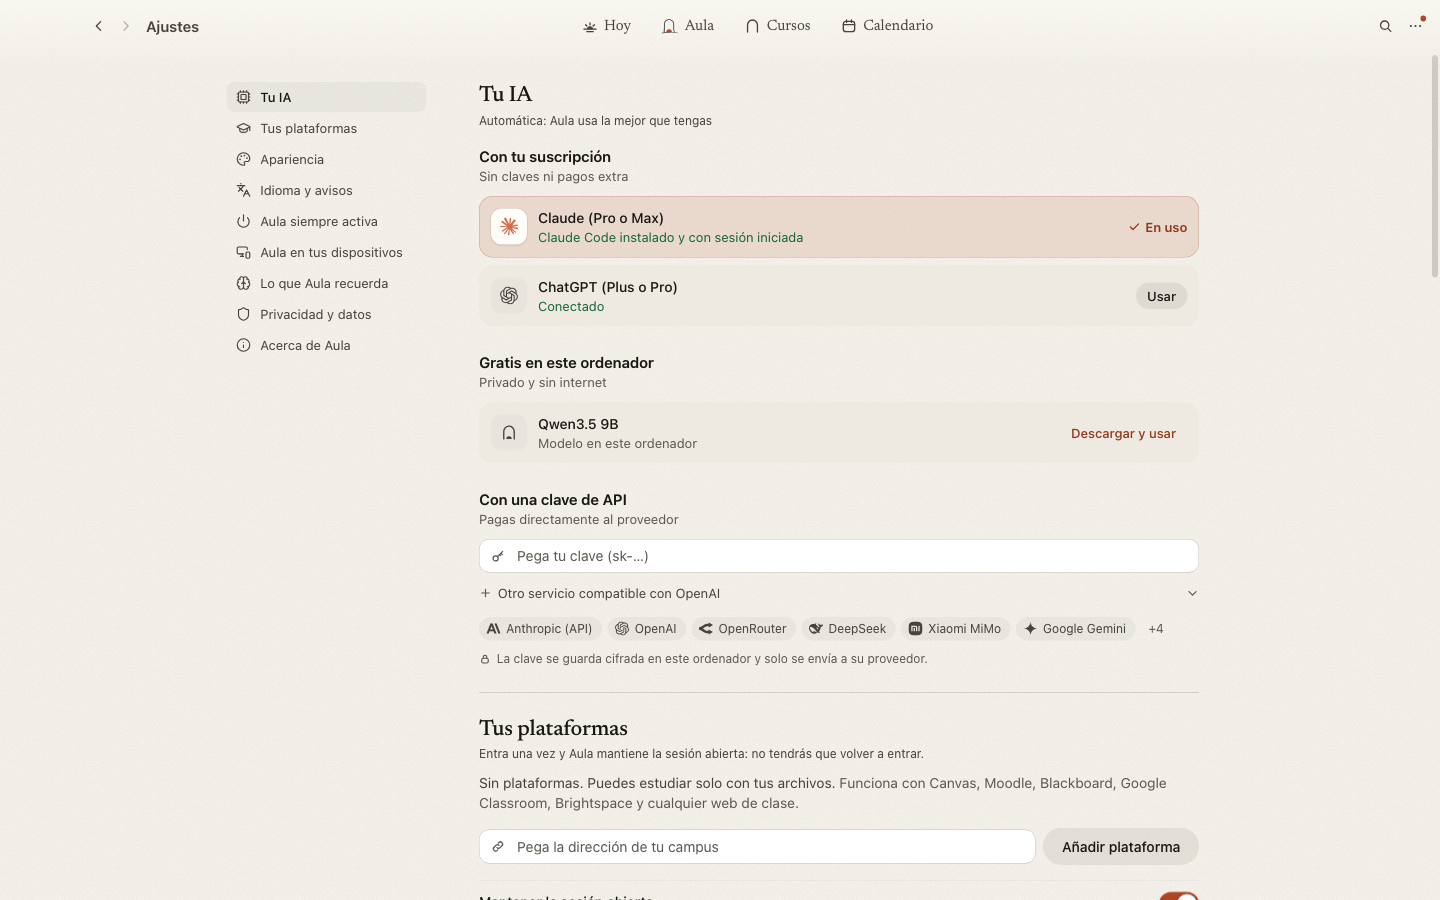 Ajustes
Hoy
Aula
Cursos
Calendario
Tu IA
Tus plataformas
Apariencia
Idioma y avisos
Aula siempre activa
Aula en tus dispositivos
Lo que Aula recuerda
Privacidad y datos
Acerca de Aula
Tu IA
Automática: Aula usa la mejor que tengas
Con tu suscripción
Sin claves ni pagos extra
Claude (Pro o Max)
Claude Code instalado y con sesión iniciada
En uso
ChatGPT (Plus o Pro)
Conectado
Usar
Gratis en este ordenador
Privado y sin internet
Qwen3.5 9B
Modelo en este ordenador
Descargar y usar
Con una clave de API
Pagas directamente al proveedor
Pega tu clave (sk-...)
Otro servicio compatible con OpenAI
Anthropic (API)
OpenAI
OpenRouter
DeepSeek
Xiaomi MiMo
Google Gemini
+4
La clave se guarda cifrada en este ordenador y solo se envía a su proveedor.
Tus plataformas
Entra una vez y Aula mantiene la sesión abierta: no tendrás que volver a entrar.
Sin plataformas. Puedes estudiar solo con tus archivos. Funciona con Canvas, Moodle, Blackboard, Google
Classroom, Brightspace y cualquier web de clase.
Pega la dirección de tu campus
Añadir plataforma